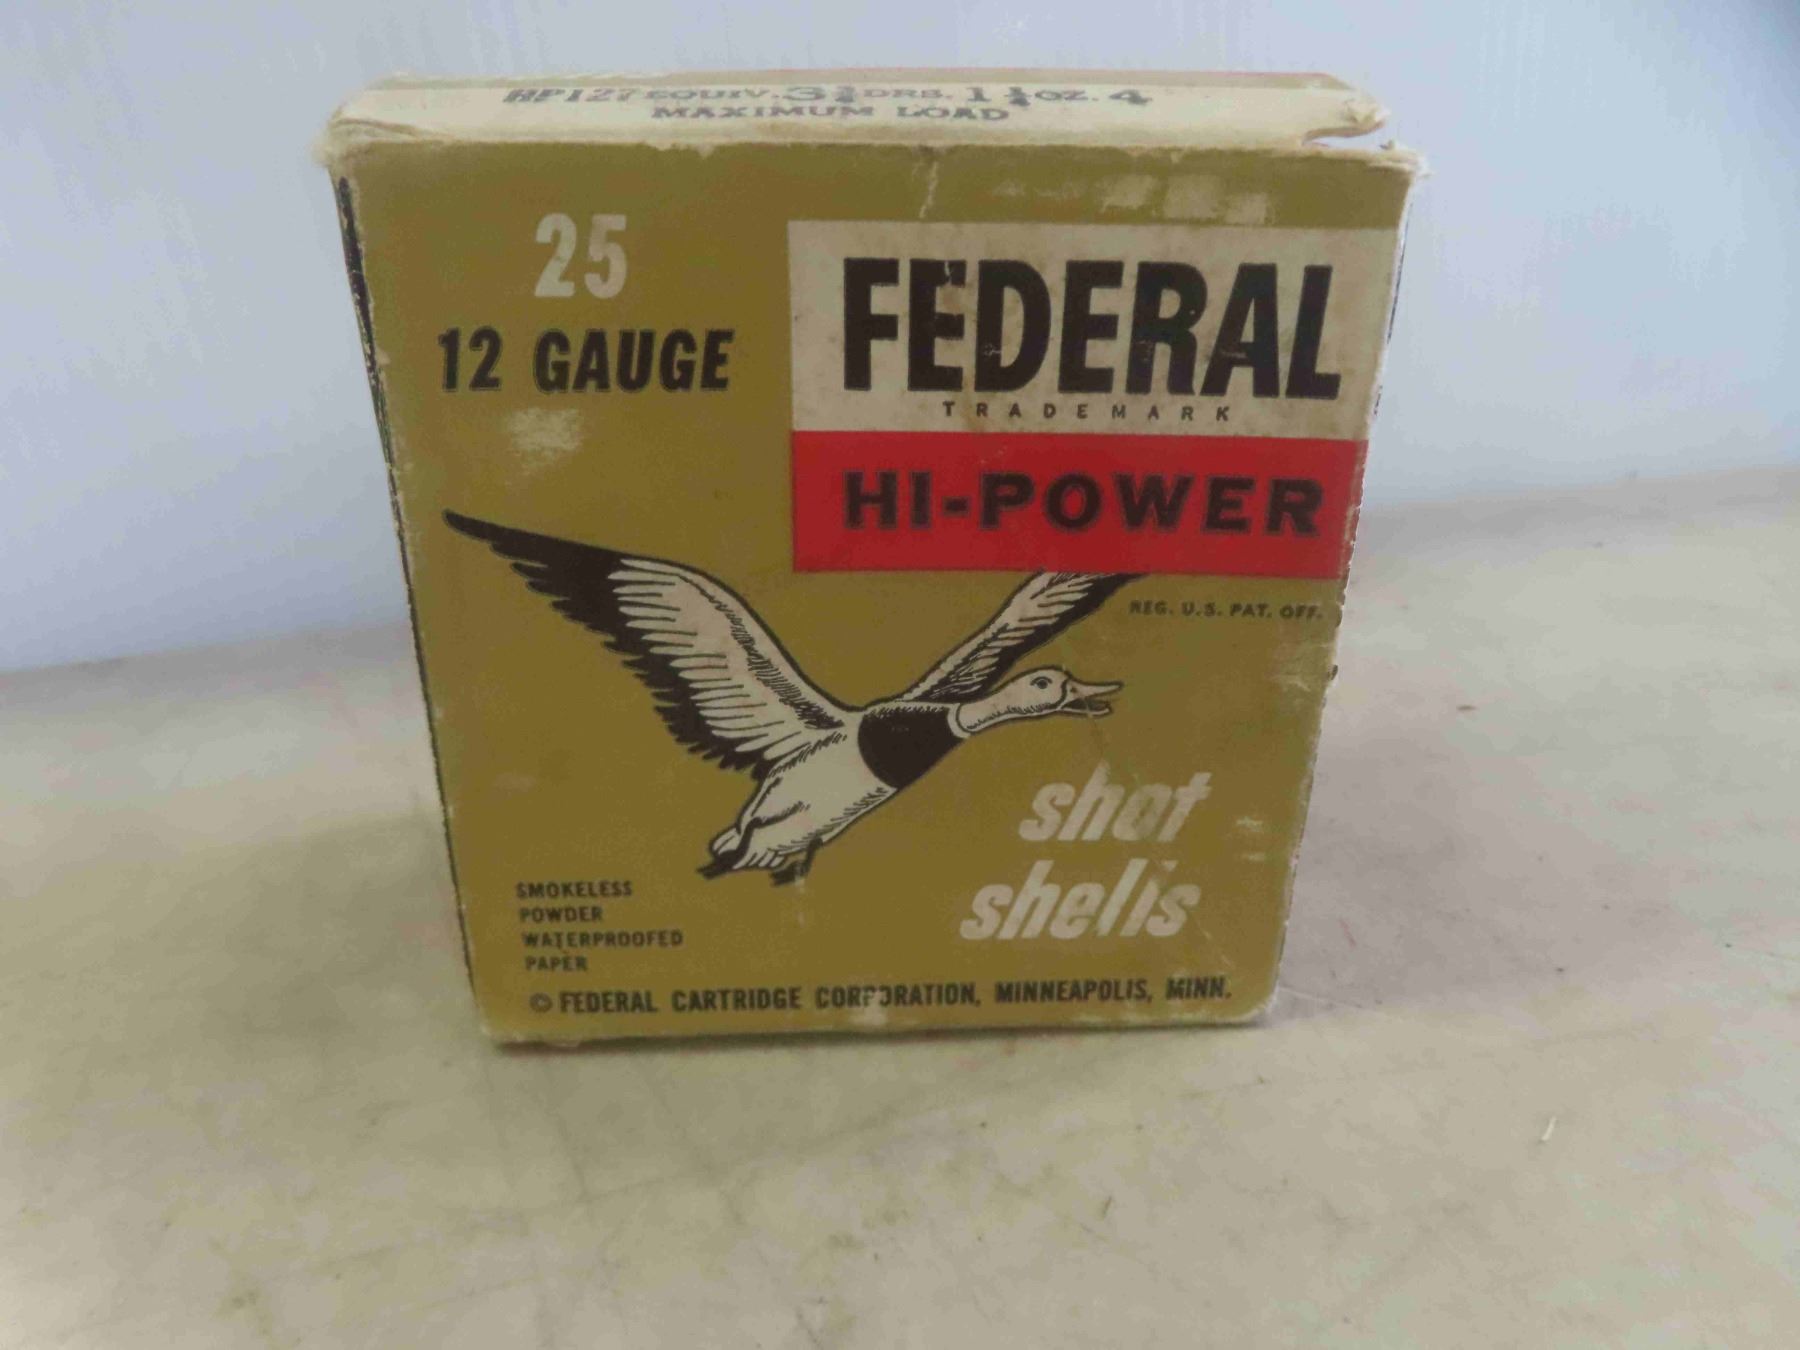 HP127 EQUIV. 3¾ DRS. 1¼ OZ. 4
MAXIMUM LOAD
25
12 GAUGE
FEDERAL
TRADEMARK
HI-POWER
REG. U.S. PAT. OFF.
shot
shells
SMOKELESS
POWDER
WATERPROOFED
PAPER
© FEDERAL CARTRIDGE CORPORATION, MINNEAPOLIS, MINN.